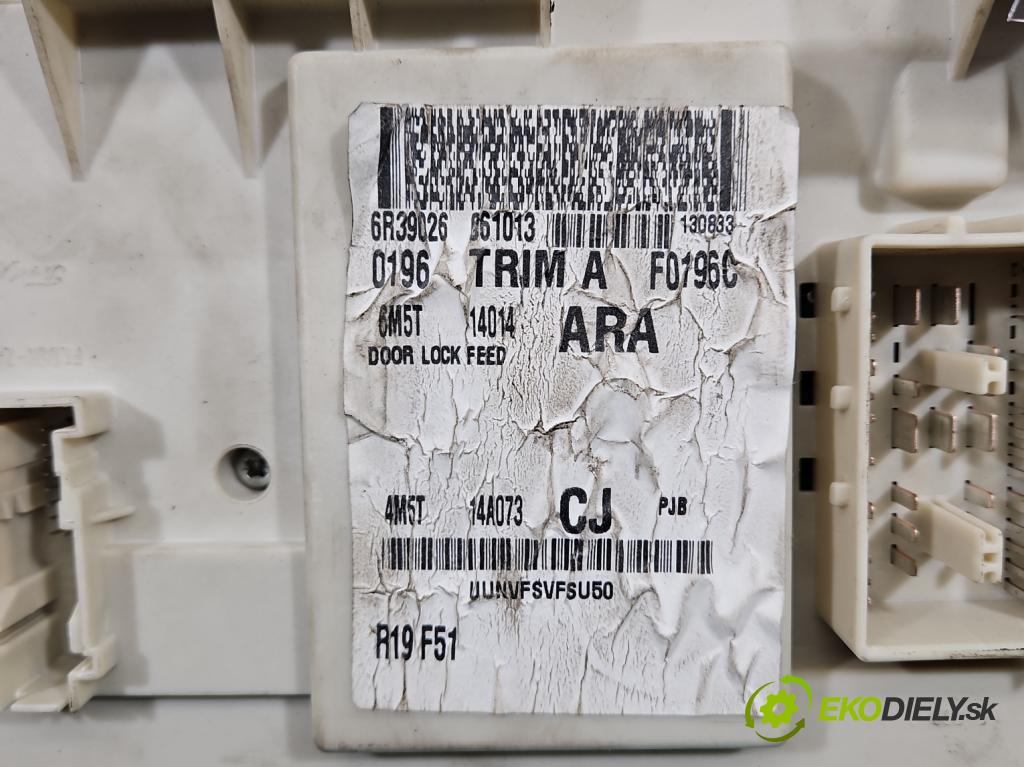 6R39026 061013 130833
0196 TRIM A F0196C
6M5T 14014 ARA
DOOR LOCK FEED
4M5T 14A073 CJ PJB
UUNVFSVFSU50
R19 F51
EKODIELY.sk